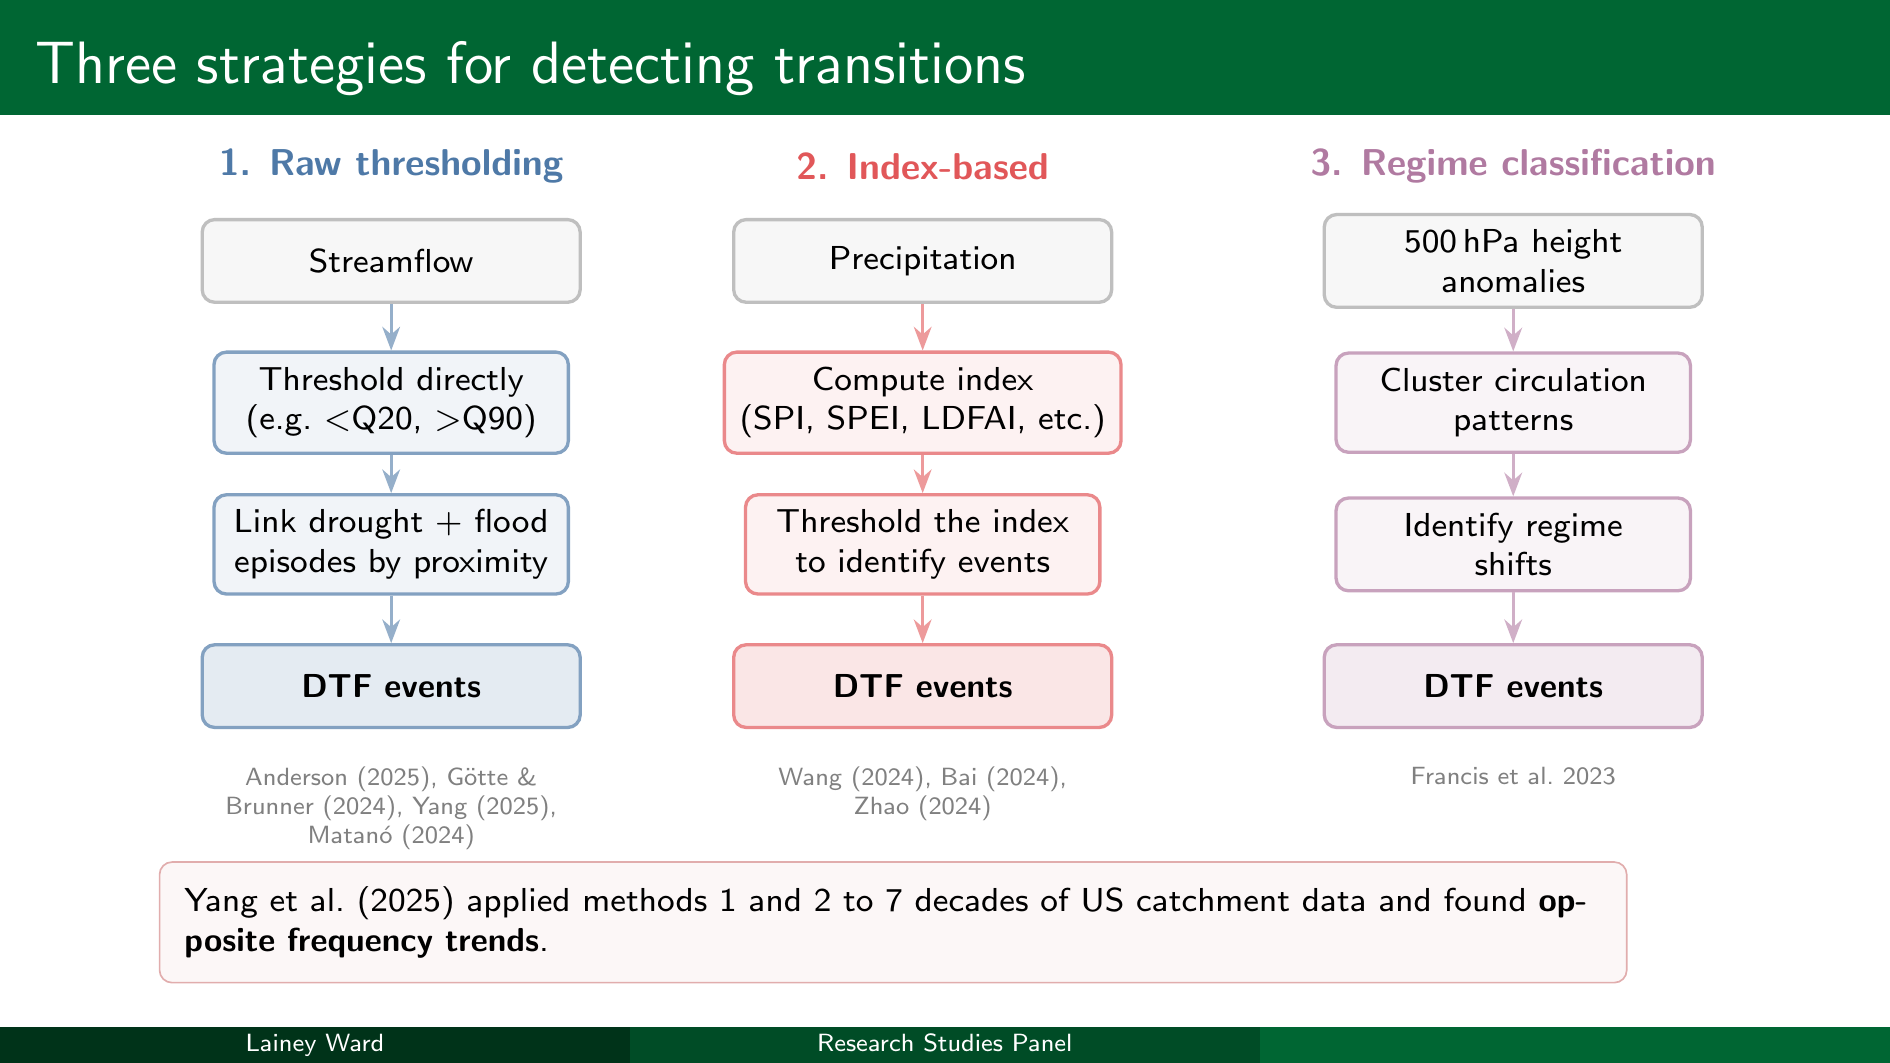 Three strategies for detecting transitions
1. Raw thresholding
Streamflow
Threshold directly
(e.g. <Q20, >Q90)
Link drought + flood
episodes by proximity
DTF events
Anderson (2025), Götte &
Brunner (2024), Yang (2025),
Matanó (2024)
2. Index-based
Precipitation
Compute index
(SPI, SPEI, LDFAI, etc.)
Threshold the index
to identify events
DTF events
Wang (2024), Bai (2024),
Zhao (2024)
3. Regime classification
500 hPa height
anomalies
Cluster circulation
patterns
Identify regime
shifts
DTF events
Francis et al. 2023
Yang et al. (2025) applied methods 1 and 2 to 7 decades of US catchment data and found op-
posite frequency trends.
Lainey Ward
Research Studies Panel